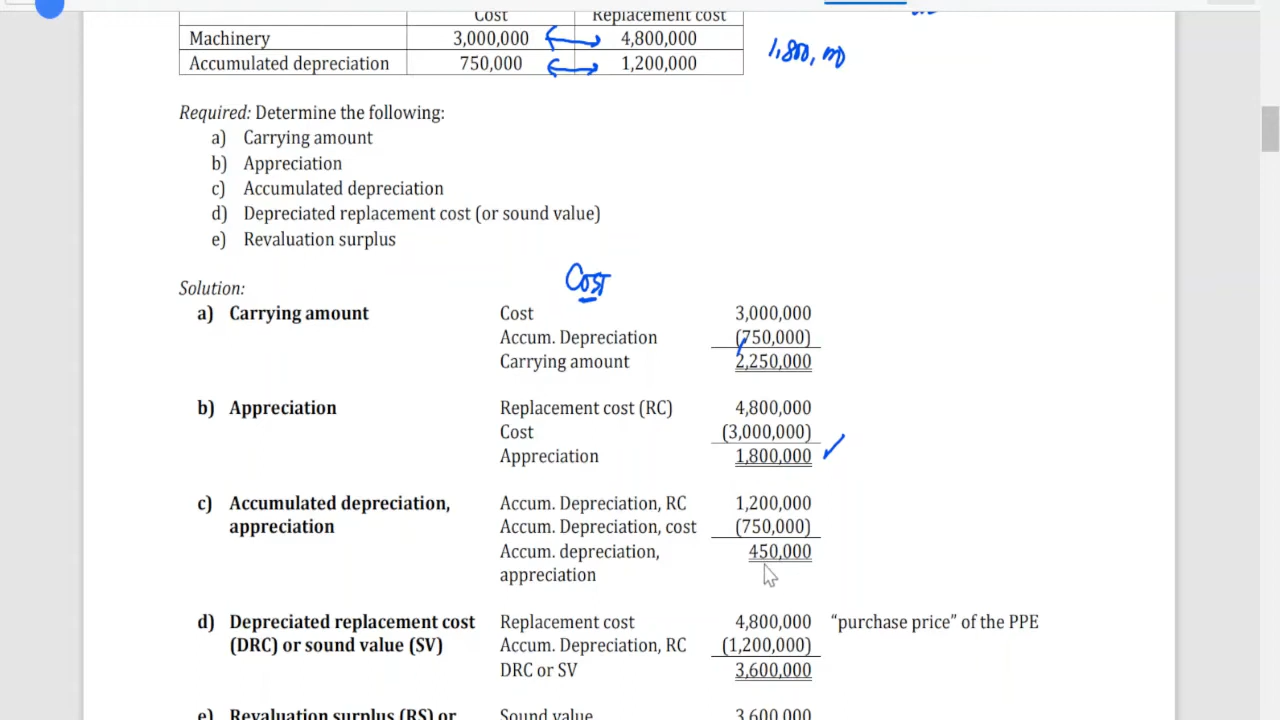 Cost Replacement cost
Machinery 3,000,000 4,800,000 1,800,000
Accumulated depreciation 750,000 1,200,000
Required: Determine the following:
a) Carrying amount
b) Appreciation
c) Accumulated depreciation
d) Depreciated replacement cost (or sound value)
e) Revaluation surplus
Cost
Solution:
a) Carrying amount Cost 3,000,000
Accum. Depreciation (750,000)
Carrying amount 2,250,000
b) Appreciation Replacement cost (RC) 4,800,000
Cost (3,000,000)
Appreciation 1,800,000
c) Accumulated depreciation, Accum. Depreciation, RC 1,200,000
appreciation Accum. Depreciation, cost (750,000)
Accum. depreciation, 450,000
appreciation
d) Depreciated replacement cost Replacement cost 4,800,000 “purchase price” of the PPE
(DRC) or sound value (SV) Accum. Depreciation, RC (1,200,000)
DRC or SV 3,600,000
e) Revaluation surplus (RS) or Sound value 3,600,000